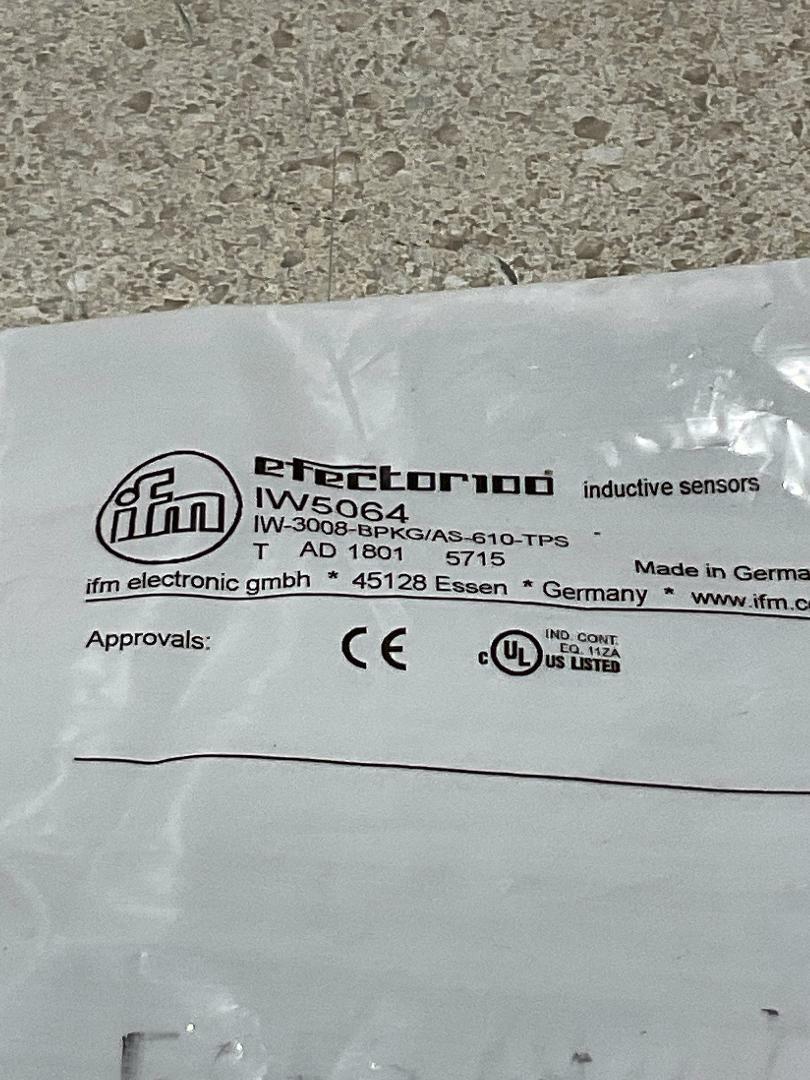 ifm
efector100
inductive sensors
IW5064
IW-3008-BPKG/AS-610-TPS
T AD 1801 5715
Made in Germa
ifm electronic gmbh * 45128 Essen * Germany * www.ifm.c
Approvals:
CE
c UL US LISTED
IND. CONT.
EQ. 11ZA